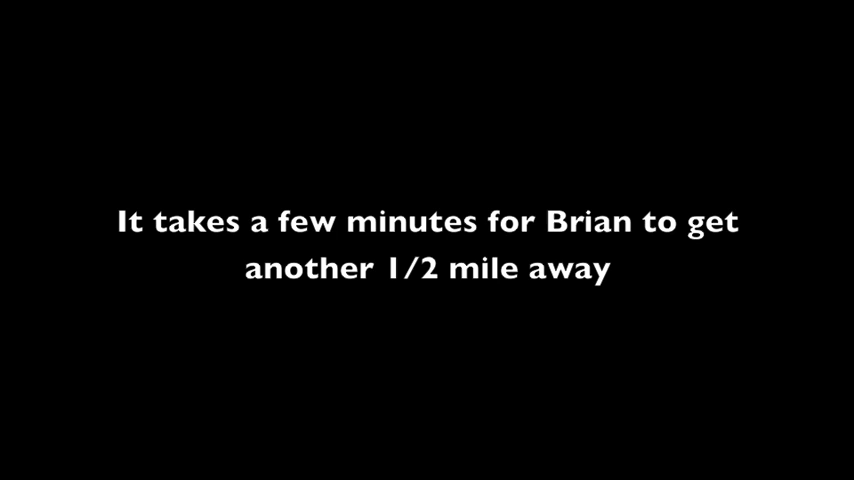 It takes a few minutes for Brian to get
another 1/2 mile away